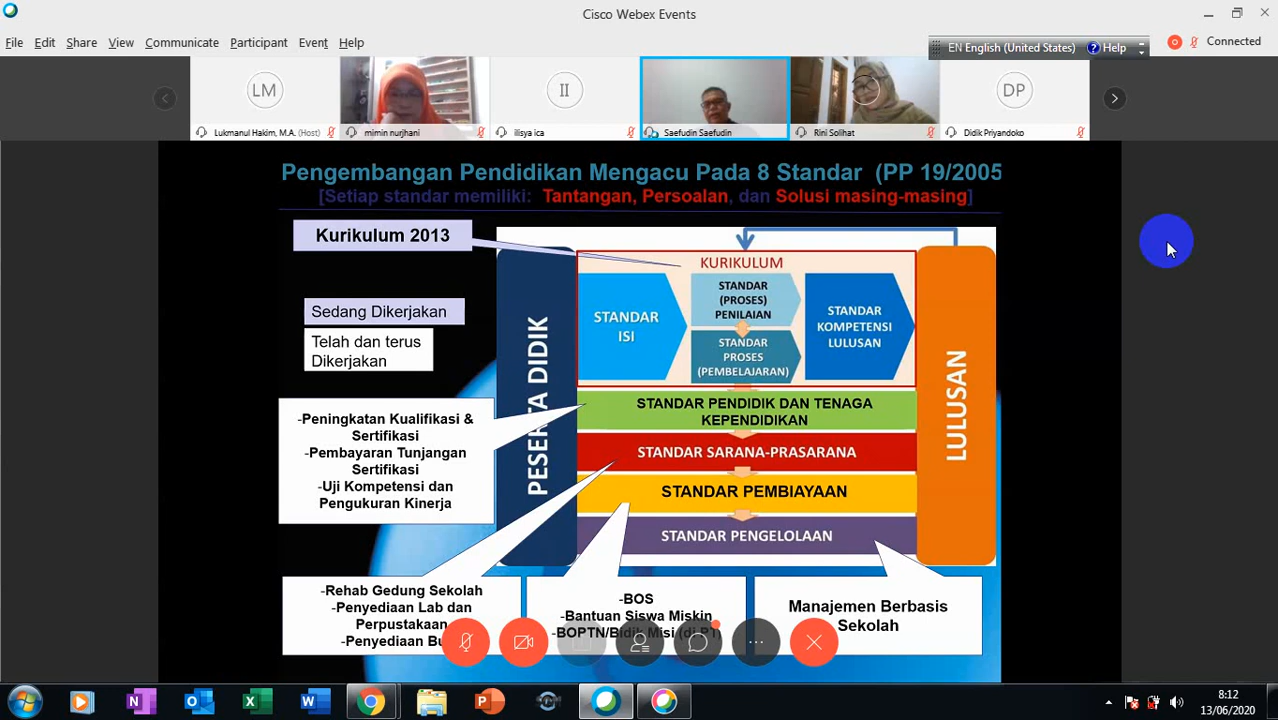 Cisco Webex Events
File Edit Share View Communicate Participant Event Help
EN English (United States) ? Help
Connected
LM
II
DP
Lukmanul Hakim, M.A. (Host)
mimin nurjhani
ilisya ica
Saefudin Saefudin
Rini Solihat
Didik Priyandoko
Pengembangan Pendidikan Mengacu Pada 8 Standar (PP 19/2005
[Setiap standar memiliki: Tantangan, Persoalan, dan Solusi masing-masing]
Kurikulum 2013
Sedang Dikerjakan
Telah dan terus
Dikerjakan
-Peningkatan Kualifikasi &
Sertifikasi
-Pembayaran Tunjangan
Sertifikasi
-Uji Kompetensi dan
Pengukuran Kinerja
PESERTA DIDIK
KURIKULUM
STANDAR
ISI
STANDAR
(PROSES)
PENILAIAN
STANDAR
PROSES
(PEMBELAJARAN)
STANDAR
KOMPETENSI
LULUSAN
STANDAR PENDIDIK DAN TENAGA
KEPENDIDIKAN
STANDAR SARANA-PRASARANA
STANDAR PEMBIAYAAN
STANDAR PENGELOLAAN
LULUSAN
-Rehab Gedung Sekolah
-Penyediaan Lab dan
Perpustakaan
-Penyediaan
-BOS
-Bantuan Siswa Miskin
-BOPTN/Bidik Misi (di PT)
Manajemen Berbasis
Sekolah
8:12
13/06/2020